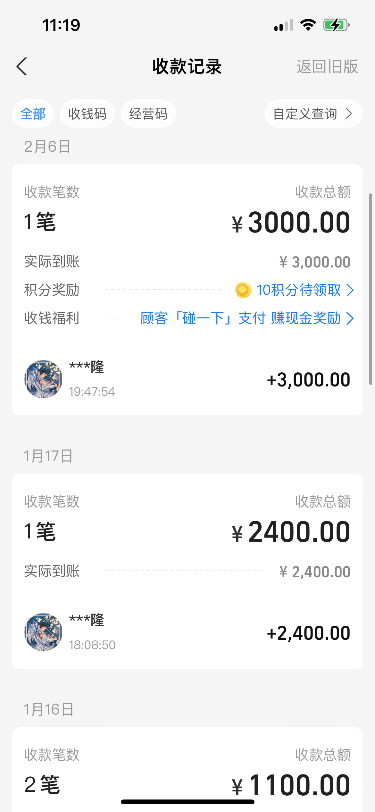 11:19
收款记录
返回旧版
全部 收钱码 经营码 自定义查询
2月6日
收款笔数 收款总额
1笔 ¥3000.00
实际到账 ¥3,000.00
积分奖励 10积分待领取
收钱福利 顾客「碰一下」支付 赚现金奖励
***隆
+3,000.00
19:47:54
1月17日
收款笔数 收款总额
1笔 ¥2400.00
实际到账 ¥2,400.00
***隆
+2,400.00
18:08:50
1月16日
收款笔数 收款总额
2笔 ¥1100.00